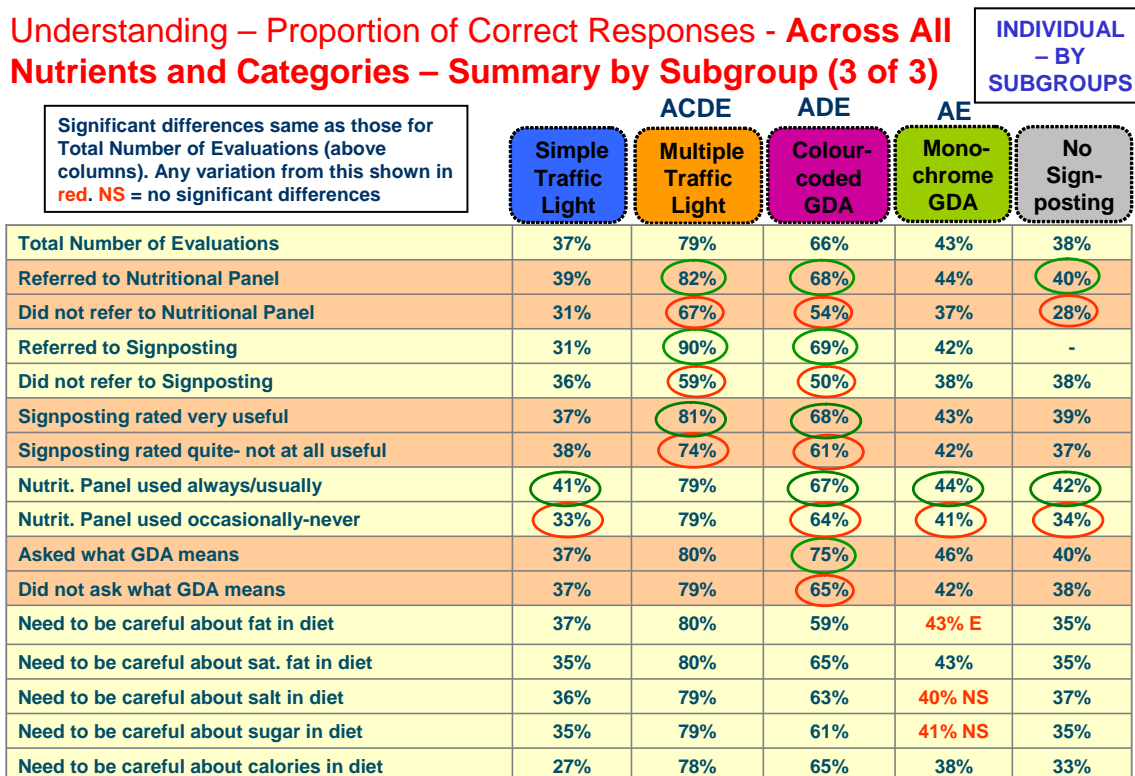 Understanding – Proportion of Correct Responses - Across All
Nutrients and Categories – Summary by Subgroup (3 of 3)
INDIVIDUAL
– BY
SUBGROUPS
Significant differences same as those for
Total Number of Evaluations (above
columns). Any variation from this shown in
red. NS = no significant differences
ACDE ADE AE
Simple
Traffic
Light
Multiple
Traffic
Light
Colour-
coded
GDA
Mono-
chrome
GDA
No
Sign-
posting
Total Number of Evaluations 37% 79% 66% 43% 38%
Referred to Nutritional Panel 39% 82% 68% 44% 40%
Did not refer to Nutritional Panel 31% 67% 54% 37% 28%
Referred to Signposting 31% 90% 69% 42% -
Did not refer to Signposting 36% 59% 50% 38% 38%
Signposting rated very useful 37% 81% 68% 43% 39%
Signposting rated quite- not at all useful 38% 74% 61% 42% 37%
Nutrit. Panel used always/usually 41% 79% 67% 44% 42%
Nutrit. Panel used occasionally-never 33% 79% 64% 41% 34%
Asked what GDA means 37% 80% 75% 46% 40%
Did not ask what GDA means 37% 79% 65% 42% 38%
Need to be careful about fat in diet 37% 80% 59% 43% E 35%
Need to be careful about sat. fat in diet 35% 80% 65% 43% 35%
Need to be careful about salt in diet 36% 79% 63% 40% NS 37%
Need to be careful about sugar in diet 35% 79% 61% 41% NS 35%
Need to be careful about calories in diet 27% 78% 65% 38% 33%